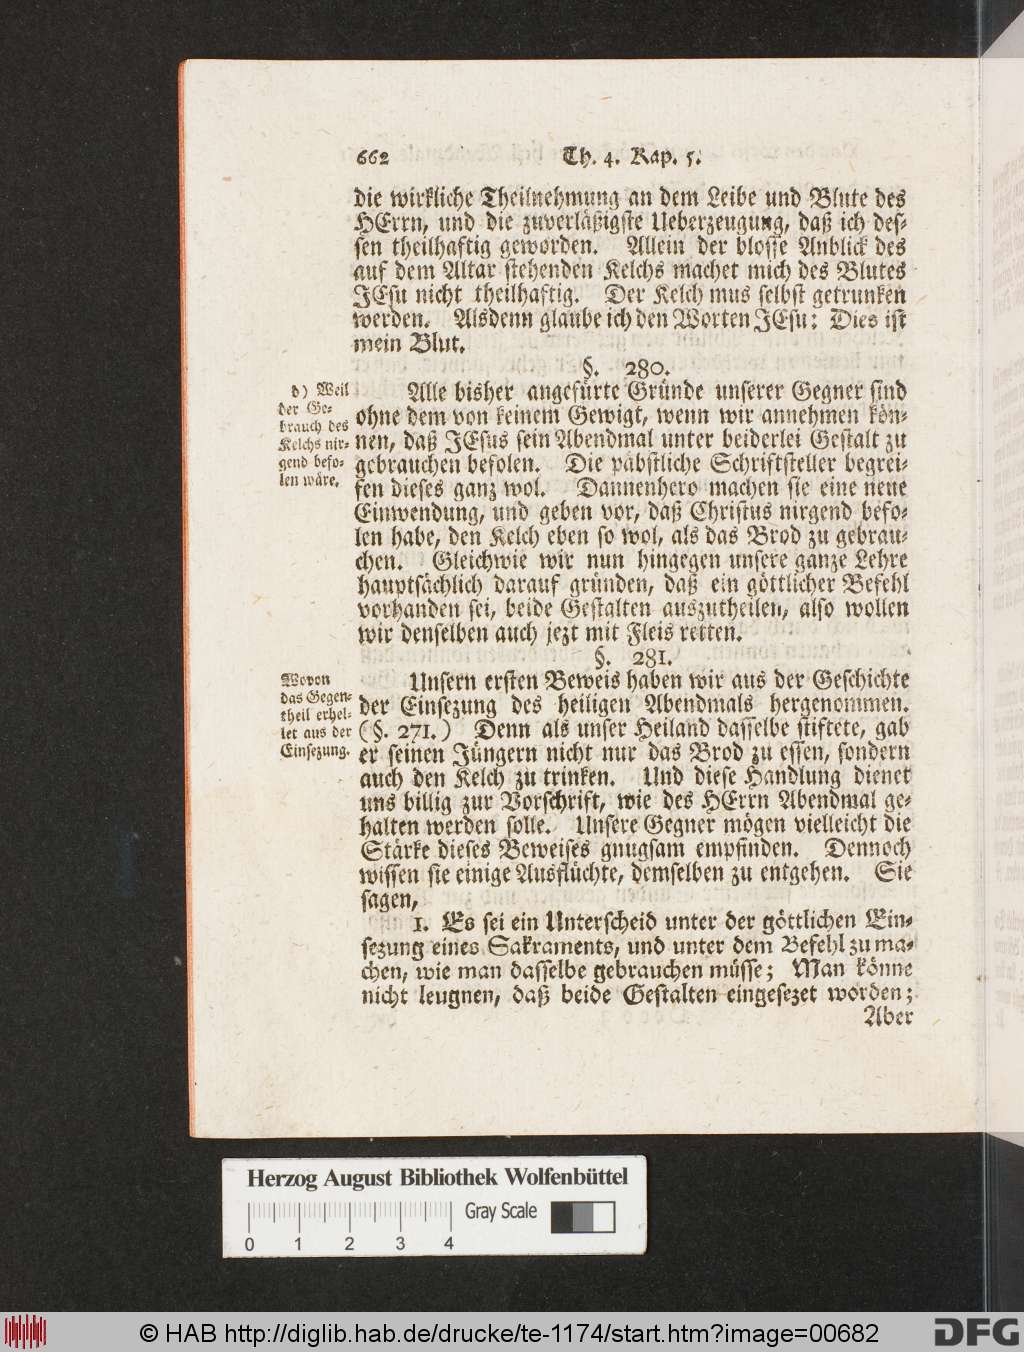 662 Th. 4. Kap. 5.
die wirkliche Theilnehmung an dem Leibe und Blute des
HErrn, und die zuverläßigste Ueberzeugung, daß ich des-
sen theilhaftig geworden. Allein der blosse Anblick des
auf dem Altar stehenden Kelchs machet mich des Blutes
JEsu nicht theilhaftig. Der Kelch mus selbst getrunken
werden. Alsdenn glaube ich den Worten JEsu: Dies ist
mein Blut.
§. 280.
d) Weil
der Ge-
brauch des
Kelchs nir-
gend befo-
len wäre.
Alle bisher angefürte Gründe unserer Gegner sind
ohne dem von keinem Gewigt, wenn wir annehmen kön-
nen, daß JEsus sein Abendmal unter beiderlei Gestalt zu
gebrauchen befolen. Die päbstliche Schriftsteller begrei-
fen dieses ganz wol. Dannenhero machen sie eine neue
Einwendung, und geben vor, daß Christus nirgend befo-
len habe, den Kelch eben so wol, als das Brod zu gebrau-
chen. Gleichwie wir nun hingegen unsere ganze Lehre
hauptsächlich darauf gründen, daß ein göttlicher Befehl
vorhanden sei, beide Gestalten auszutheilen, also wollen
wir denselben auch jezt mit Fleis retten.
§. 281.
Wovon
das Gegen-
theil erhel-
let aus der
Einsezung.
Unsern ersten Beweis haben wir aus der Geschichte
der Einsezung des heiligen Abendmals hergenommen.
(§. 271.) Denn als unser Heiland dasselbe stiftete, gab
er seinen Jüngern nicht nur das Brod zu essen, sondern
auch den Kelch zu trinken. Und diese Handlung dienet
uns billig zur Vorschrift, wie des HErrn Abendmal ge-
halten werden solle. Unsere Gegner mögen vielleicht die
Stärke dieses Beweises gnugsam empfinden. Dennoch
wissen sie einige Ausflüchte, demselben zu entgehen. Sie
sagen,
1. Es sei ein Unterscheid unter der göttlichen Ein-
sezung eines Sakraments, und unter dem Befehl zu ma-
chen, wie man dasselbe gebrauchen müsse; Man könne
nicht leugnen, daß beide Gestalten eingesezet worden;
Aber
Herzog August Bibliothek Wolfenbüttel
Gray Scale
0 1 2 3 4
© HAB http://diglib.hab.de/drucke/te-1174/start.htm?image=00682
DFG